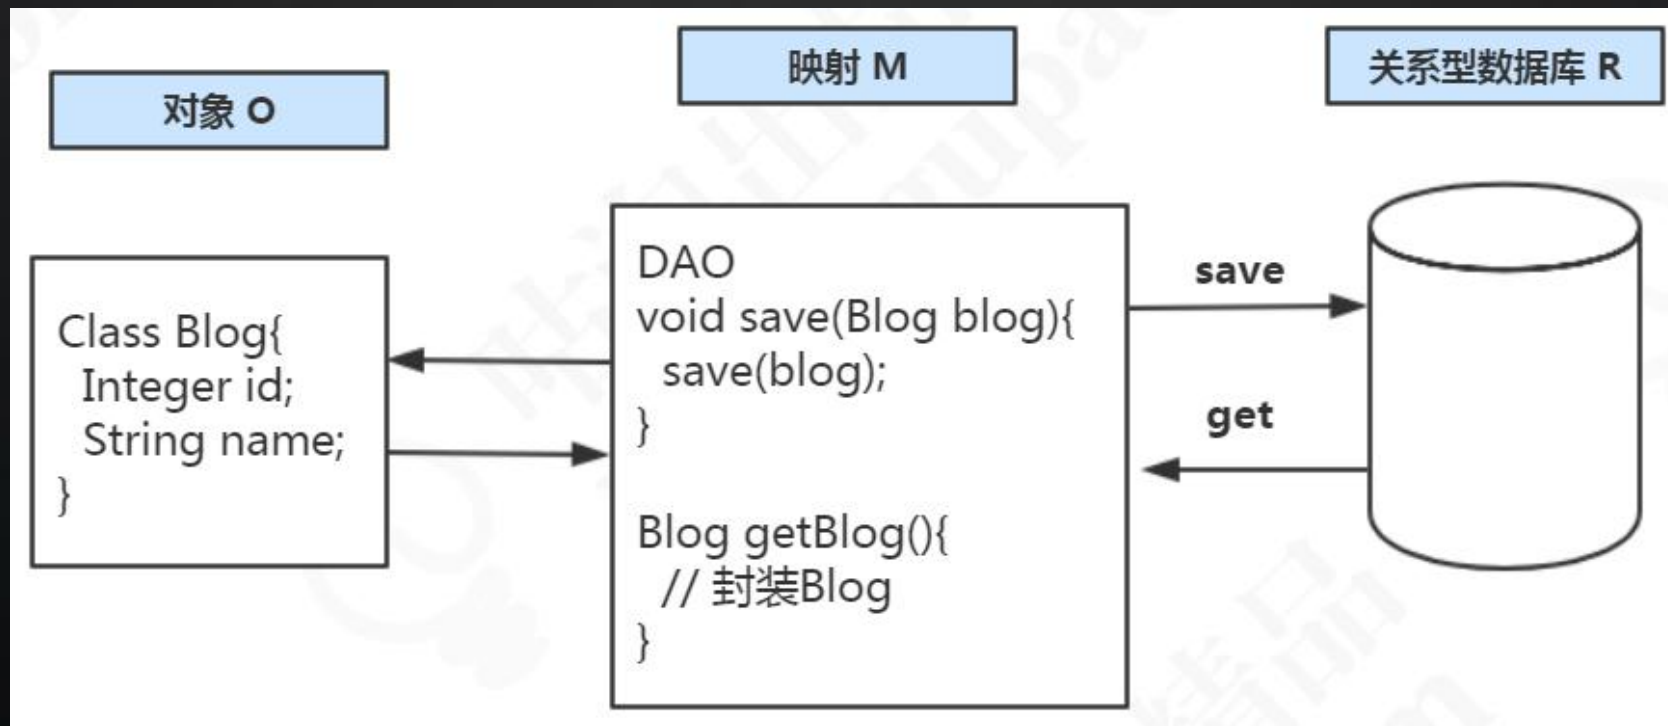 对象 O
映射 M
关系型数据库 R
Class Blog{
Integer id;
String name;
}
DAO
void save(Blog blog){
save(blog);
}
Blog getBlog(){
// 封装Blog
}
save
get